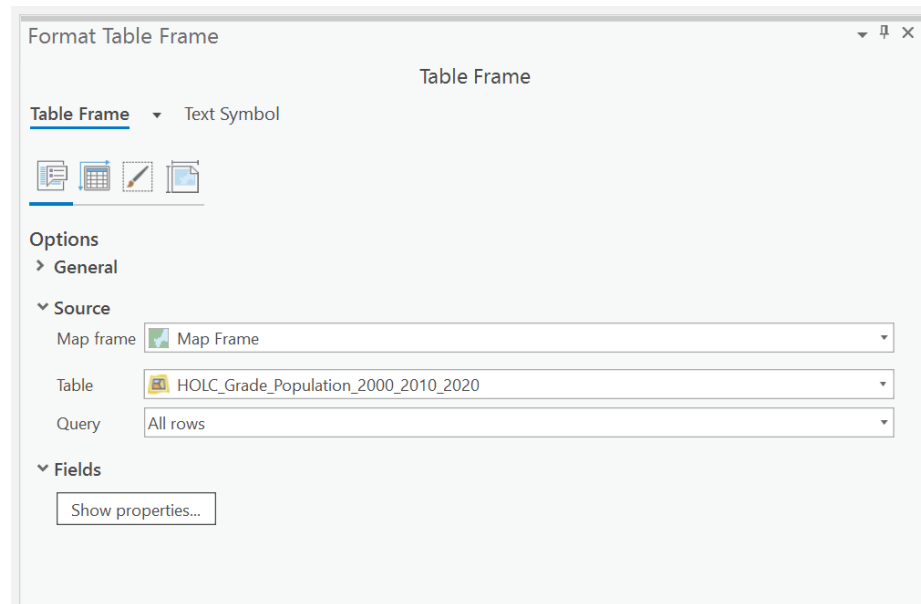 Format Table Frame
Table Frame
Table Frame Text Symbol
Options
General
Source
Map frame Map Frame
Table HOLC_Grade_Population_2000_2010_2020
Query All rows
Fields
Show properties...